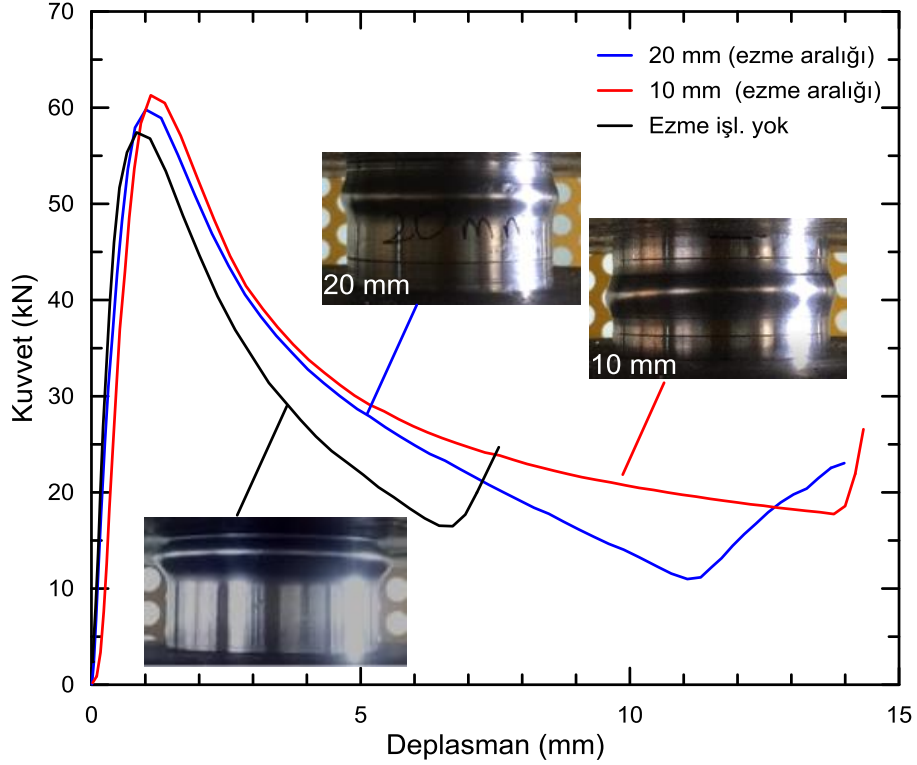 70
60
50
40
30
20
10
0
Kuvvet (kN)
20 mm (ezme aralığı)
10 mm (ezme aralığı)
Ezme işl. yok
20 mm
20 mm
10 mm
0
5
10
15
Deplasman (mm)